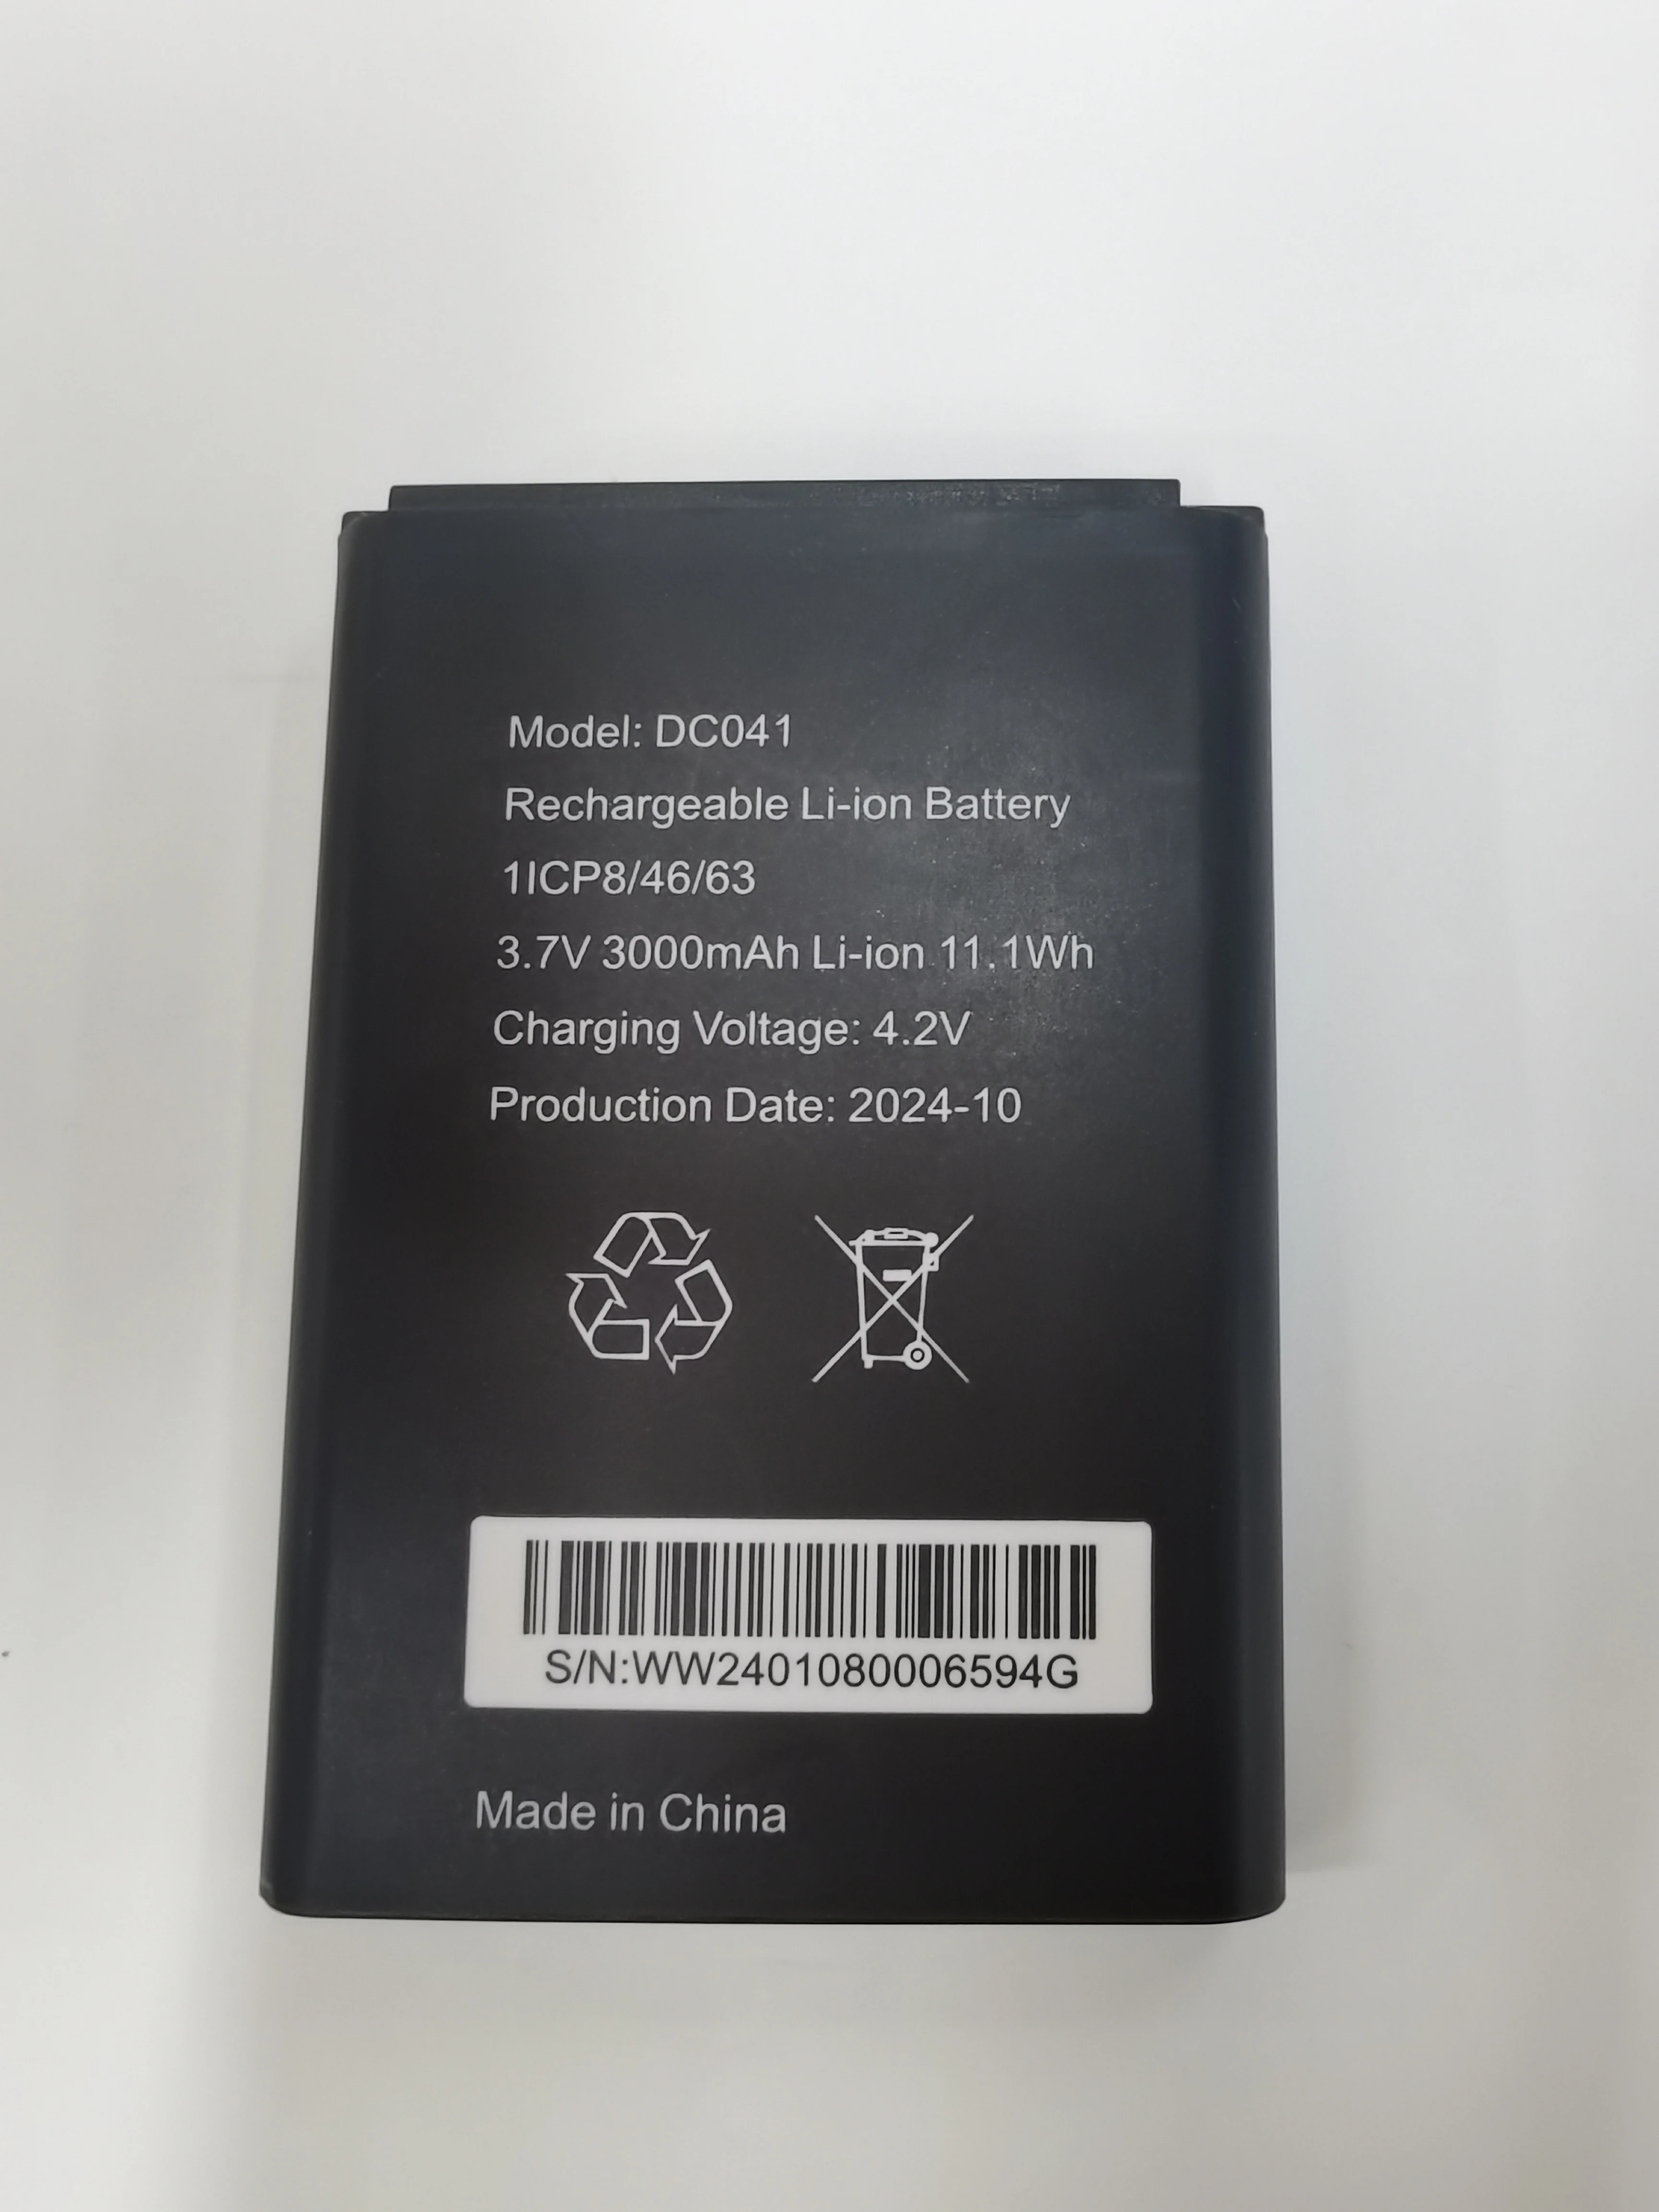 Model: DC041
Rechargeable Li-ion Battery
1ICP8/46/63
3.7V 3000mAh Li-ion 11.1Wh
Charging Voltage: 4.2V
Production Date: 2024-10
S/N:WW2401080006594G
Made in China